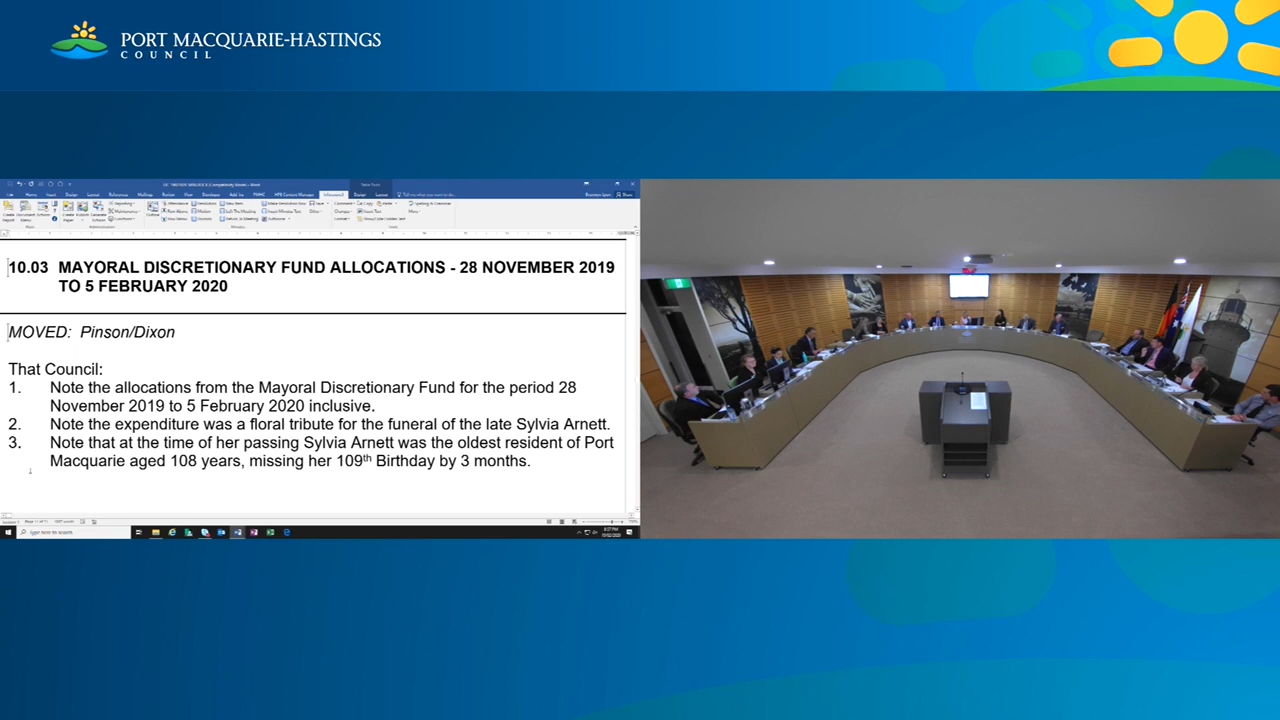 PORT MACQUARIE-HASTINGS
COUNCIL
10.03 MAYORAL DISCRETIONARY FUND ALLOCATIONS - 28 NOVEMBER 2019
TO 5 FEBRUARY 2020
MOVED: Pinson/Dixon
That Council:
1. Note the allocations from the Mayoral Discretionary Fund for the period 28
November 2019 to 5 February 2020 inclusive.
2. Note the expenditure was a floral tribute for the funeral of the late Sylvia Arnett.
3. Note that at the time of her passing Sylvia Arnett was the oldest resident of Port
Macquarie aged 108 years, missing her 109th Birthday by 3 months.
Type here to search